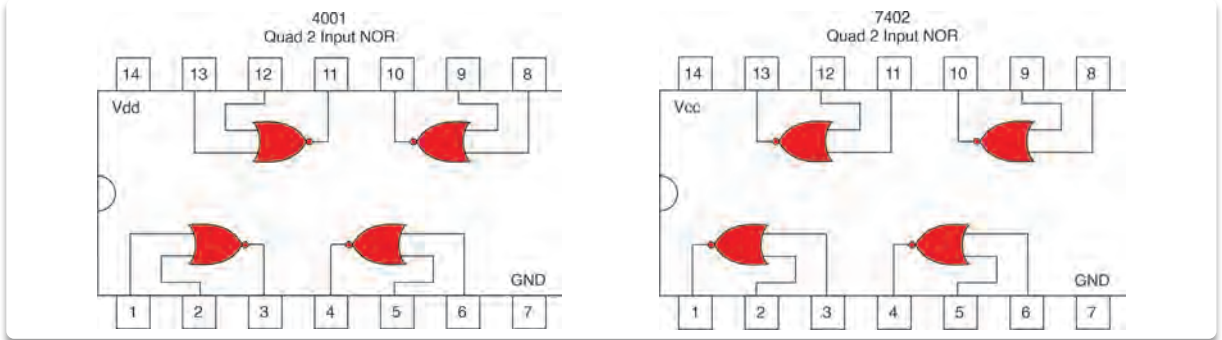 4001
Quad 2 Input NOR
14 13 12 11 10 9 8
Vdd
GND
1 2 3 4 5 6 7
7402
Quad 2 Input NOR
14 13 12 11 10 9 8
Vcc
GND
1 2 3 4 5 6 7